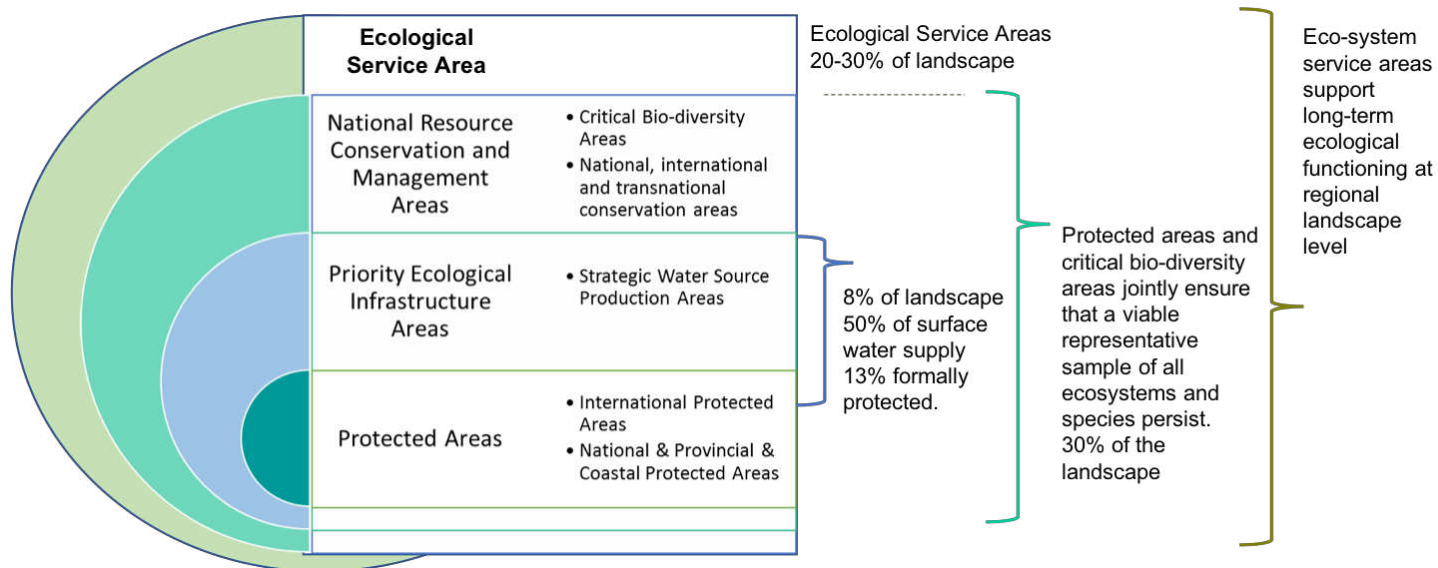 Ecological
Service Area
National Resource
Conservation and
Management
Areas
• Critical Bio-diversity
Areas
• National, international
and transnational
conservation areas
Priority Ecological
Infrastructure
Areas
• Strategic Water Source
Production Areas
Protected Areas
• International Protected
Areas
• National & Provincial &
Coastal Protected Areas
Ecological Service Areas
20-30% of landscape
8% of landscape
50% of surface
water supply
13% formally
protected.
Protected areas and
critical bio-diversity
areas jointly ensure
that a viable
representative
sample of all
ecosystems and
species persist.
30% of the
landscape
Eco-system
service areas
support
long-term
ecological
functioning at
regional
landscape
level